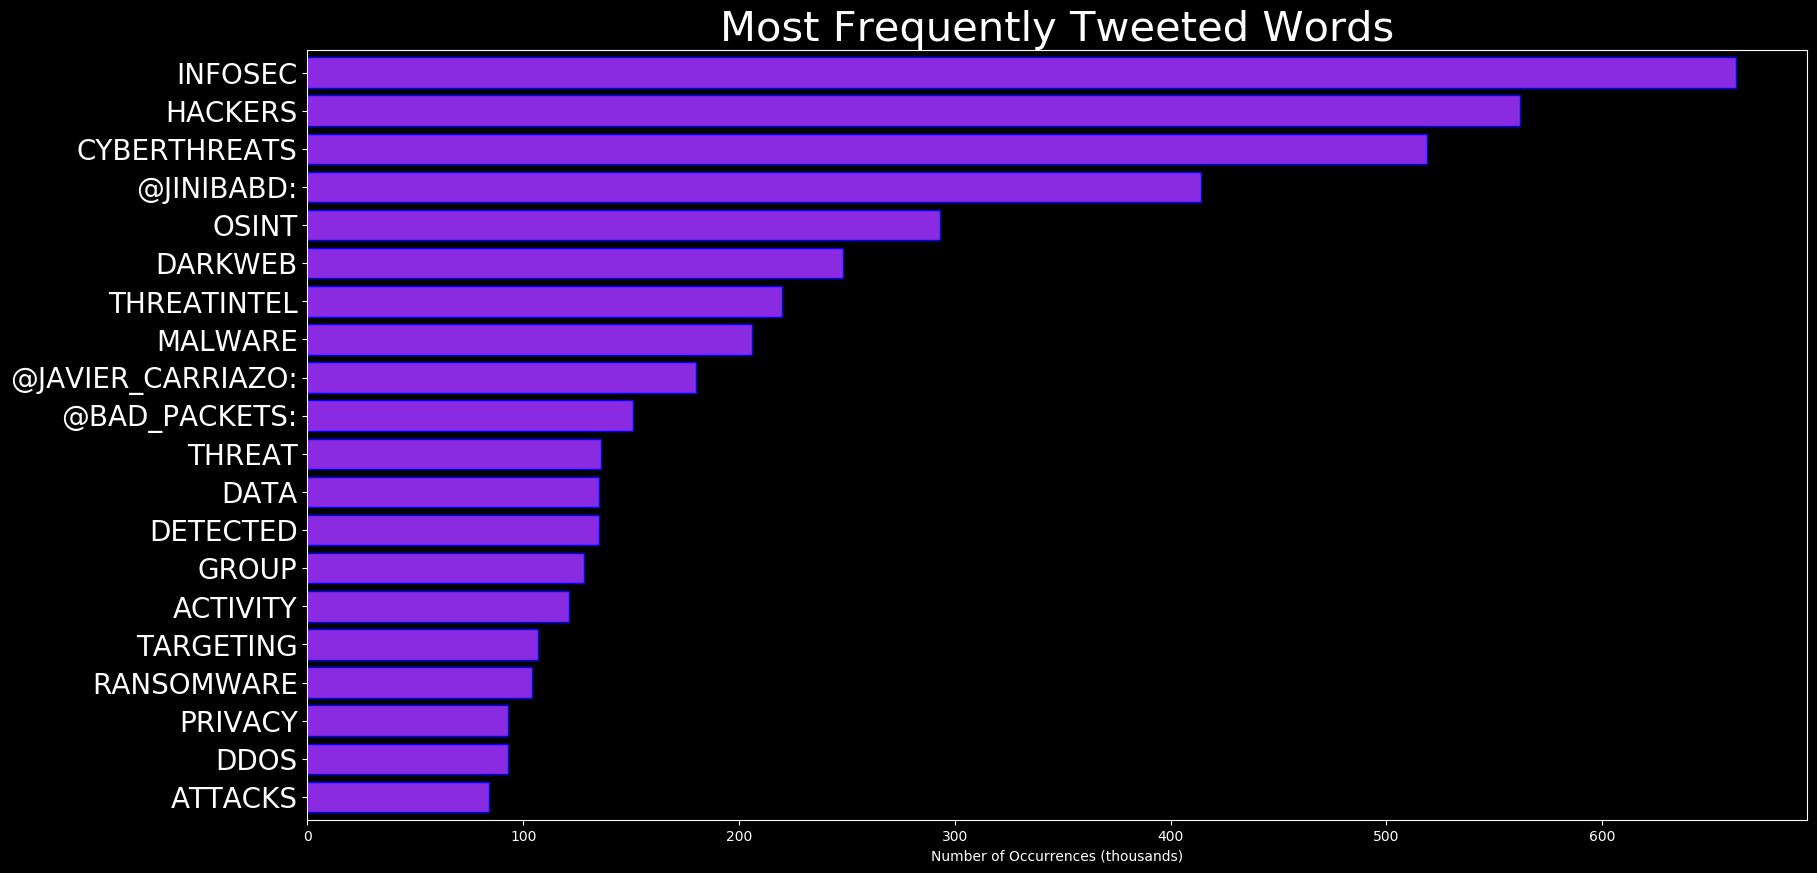 Most Frequently Tweeted Words
INFOSEC
HACKERS
CYBERTHREATS
@JINIBABD:
OSINT
DARKWEB
THREATINTEL
MALWARE
@JAVIER_CARRIAZO:
@BAD_PACKETS:
THREAT
DATA
DETECTED
GROUP
ACTIVITY
TARGETING
RANSOMWARE
PRIVACY
DDOS
ATTACKS
0 100 200 300 400 500 600
Number of Occurrences (thousands)